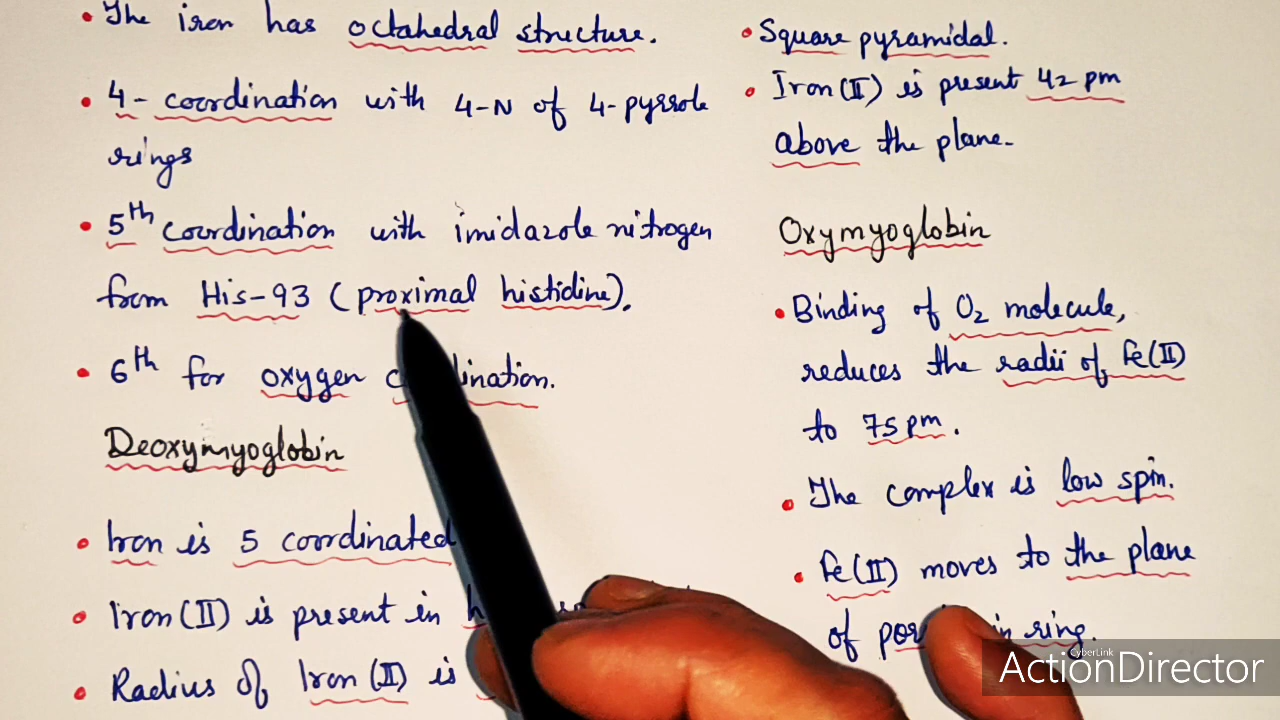 • The iron has octahedral structure.
• 4-coordination with 4-N of 4-pyrrole
rings
• 5th coordination with imidazole nitrogen
from His-93 (proximal histidine).
• 6th for oxygen
Deoxymyoglobin
• Iron is 5 coordinated
• Iron(II) is present in
• Radius of Iron(II) is
• Square pyramidal.
• Iron(II) is present 42 pm
above the plane.
Oxymyoglobin
• Binding of O2 molecule,
reduces the radii of Fe(II)
to 75 pm.
• The complex is low spin.
• Fe(II) moves to the plane
of ring.
CyberLink
ActionDirector